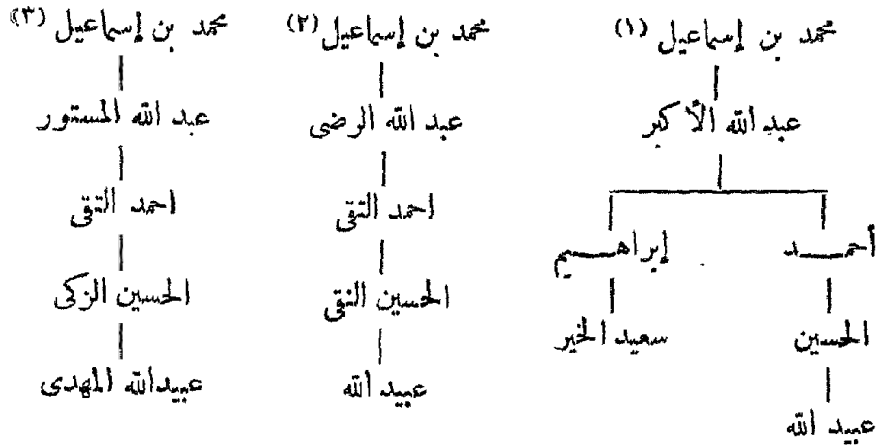 محمد بن إسماعيل (١) محمد بن إسماعيل (٢) محمد بن إسماعيل (٣)
عبد الله الأكبر عبد الله الرضى عبد الله المستور
أحمـــد إبراهـــيم احمد التقى احمد التقى
الحسين سعيد الخير الحسين النقى الحسين الزكى
عبيد الله عبيد الله عبيدالله المهدى